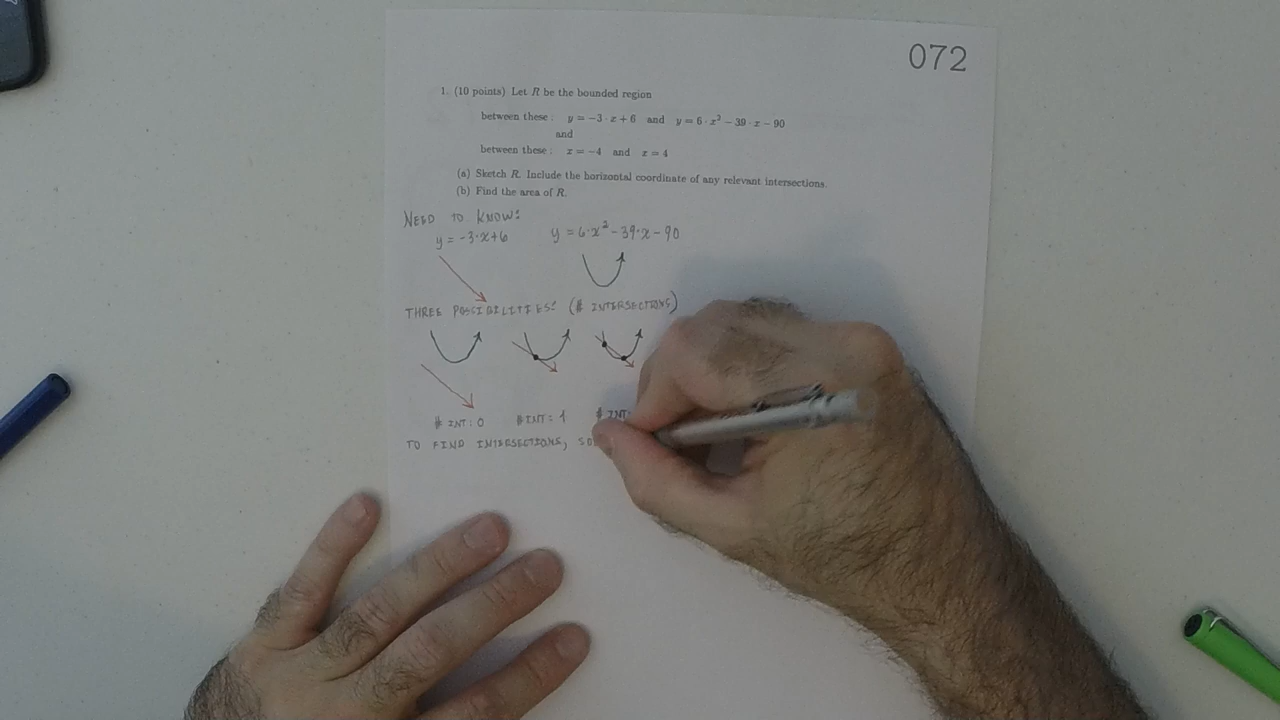 072
1. (10 points) Let R be the bounded region
between these : y = −3 · x + 6 and y = 6 · x² − 39 · x − 90
and
between these : x = −4 and x = 4
(a) Sketch R. Include the horizontal coordinate of any relevant intersections.
(b) Find the area of R.
NEED TO KNOW:
y = -3·x+6 y = 6·x²-39·x-90
THREE POSSIBILITIES: (# INTERSECTIONS)
# INT: 0 # INT: 1 # INT:
TO FIND INTERSECTIONS,